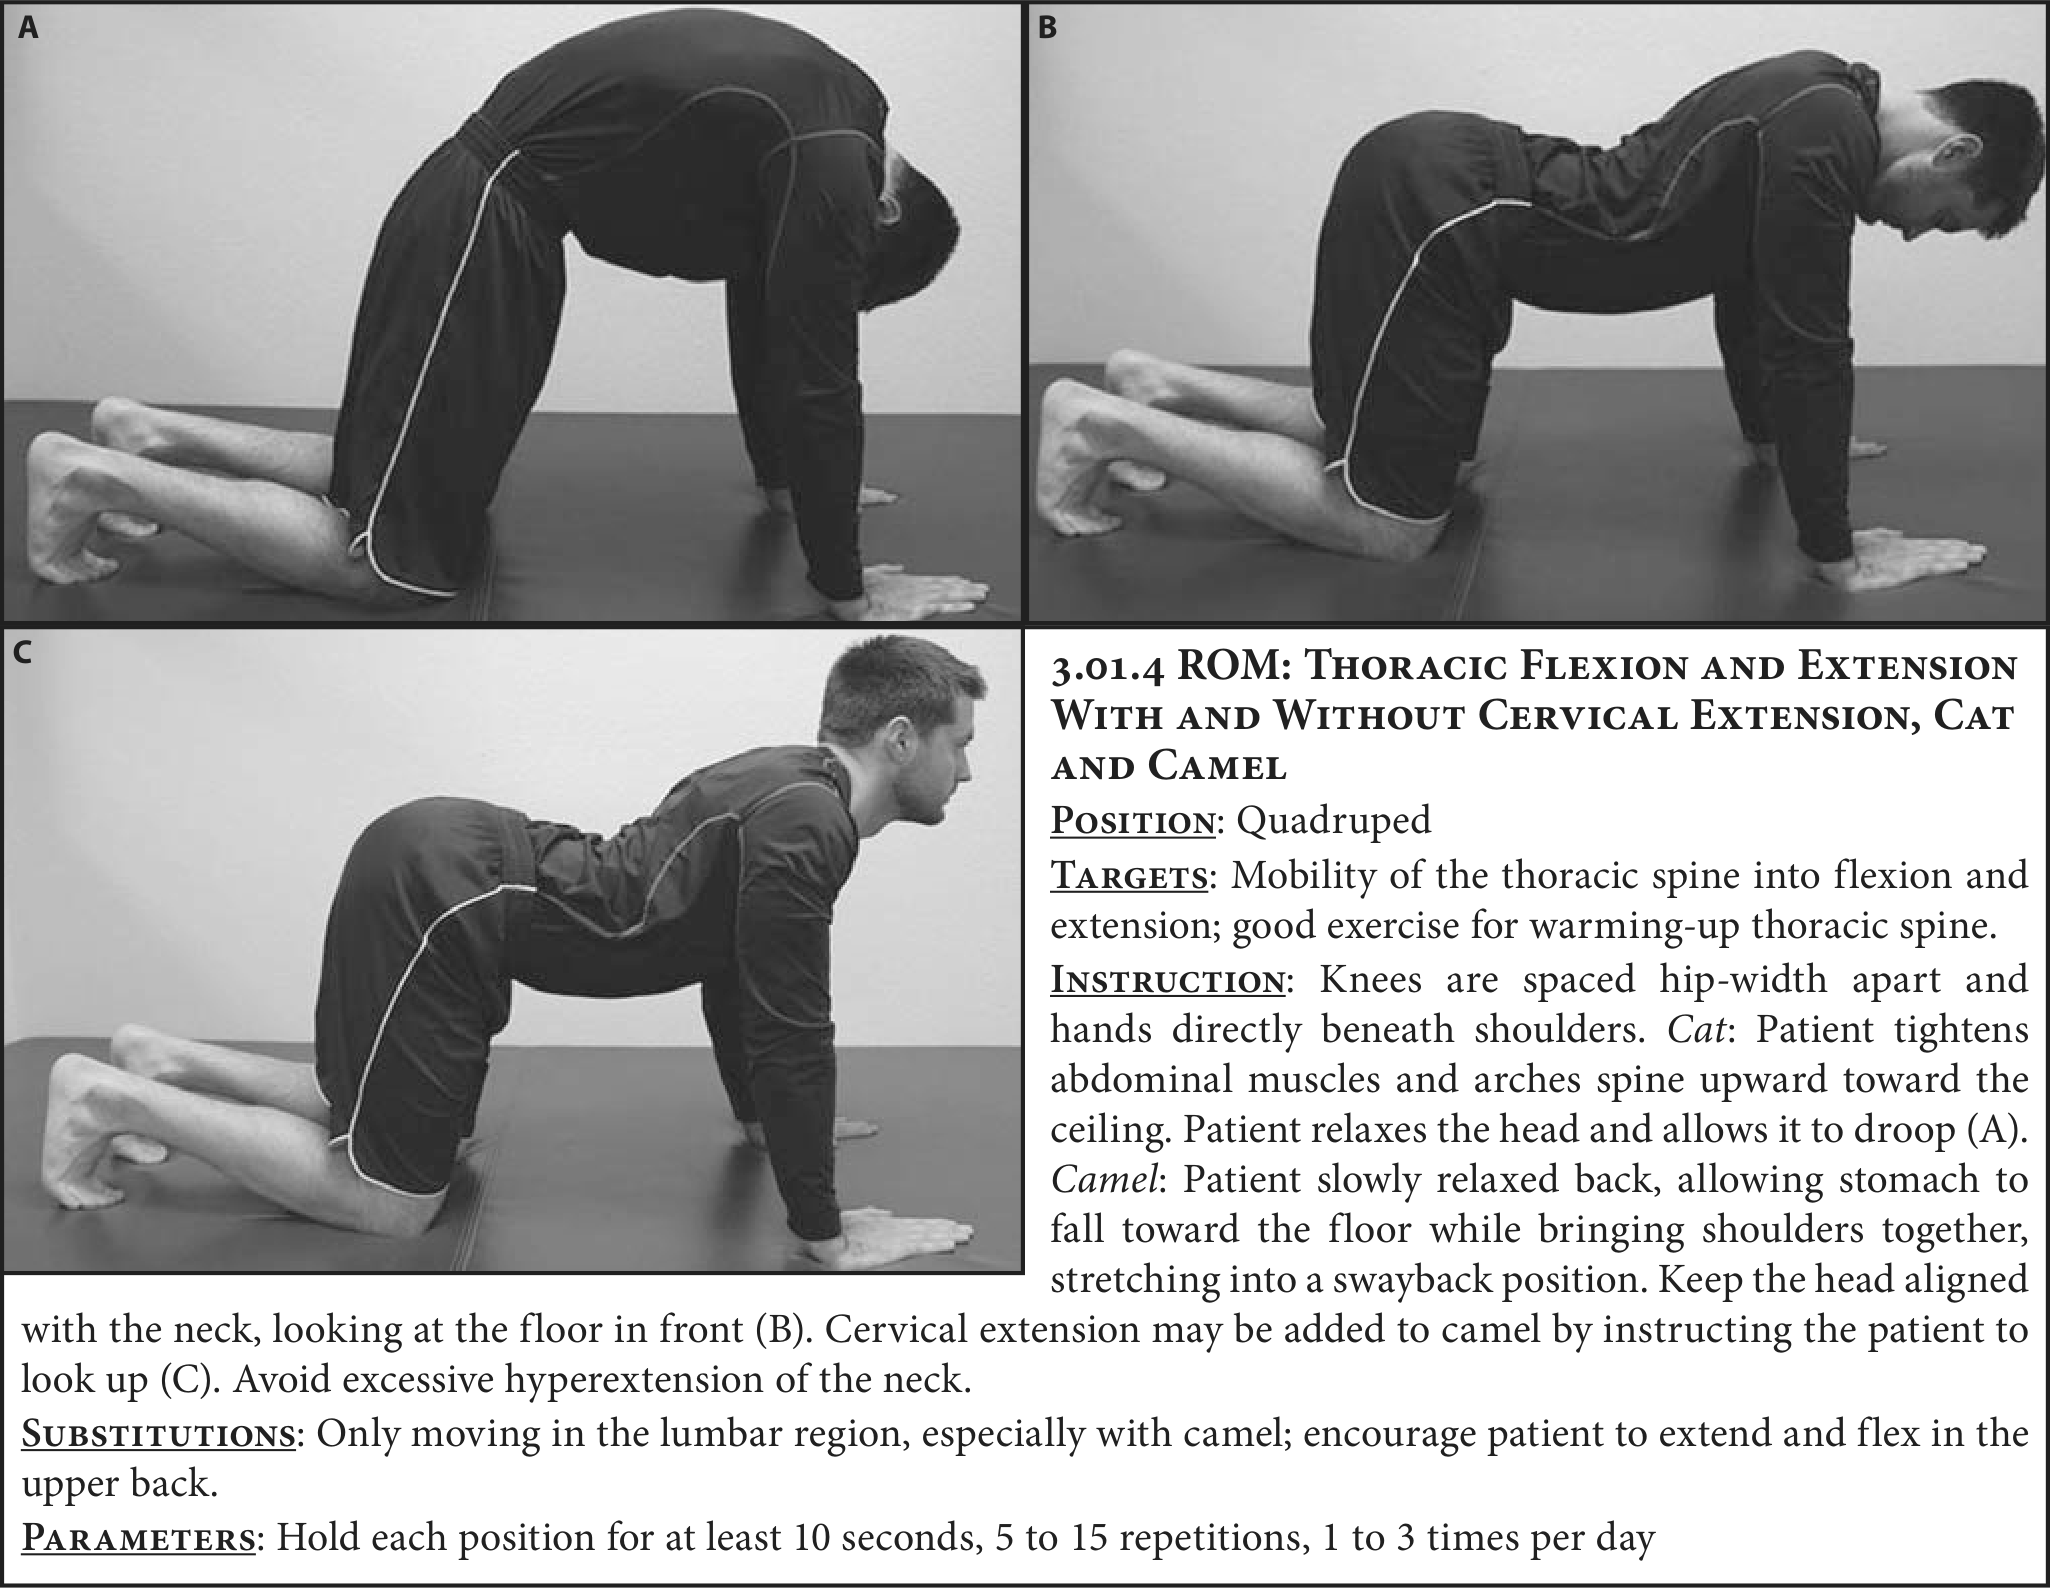 A
B
C
3.01.4 ROM: Thoracic Flexion and Extension
With and Without Cervical Extension, Cat
and Camel
Position: Quadruped
Targets: Mobility of the thoracic spine into flexion and
extension; good exercise for warming-up thoracic spine.
Instruction: Knees are spaced hip-width apart and
hands directly beneath shoulders. Cat: Patient tightens
abdominal muscles and arches spine upward toward the
ceiling. Patient relaxes the head and allows it to droop (A).
Camel: Patient slowly relaxed back, allowing stomach to
fall toward the floor while bringing shoulders together,
stretching into a swayback position. Keep the head aligned
with the neck, looking at the floor in front (B). Cervical extension may be added to camel by instructing the patient to
look up (C). Avoid excessive hyperextension of the neck.
Substitutions: Only moving in the lumbar region, especially with camel; encourage patient to extend and flex in the
upper back.
Parameters: Hold each position for at least 10 seconds, 5 to 15 repetitions, 1 to 3 times per day